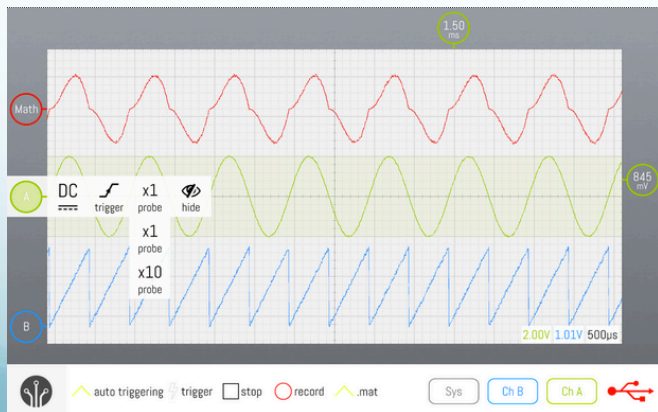 1.50
ms
Math
845
mV
A
DC
trigger
x1
probe
hide
x1
probe
x10
probe
B
2.00V 1.01V 500µs
auto triggering trigger stop record .mat Sys Ch B Ch A